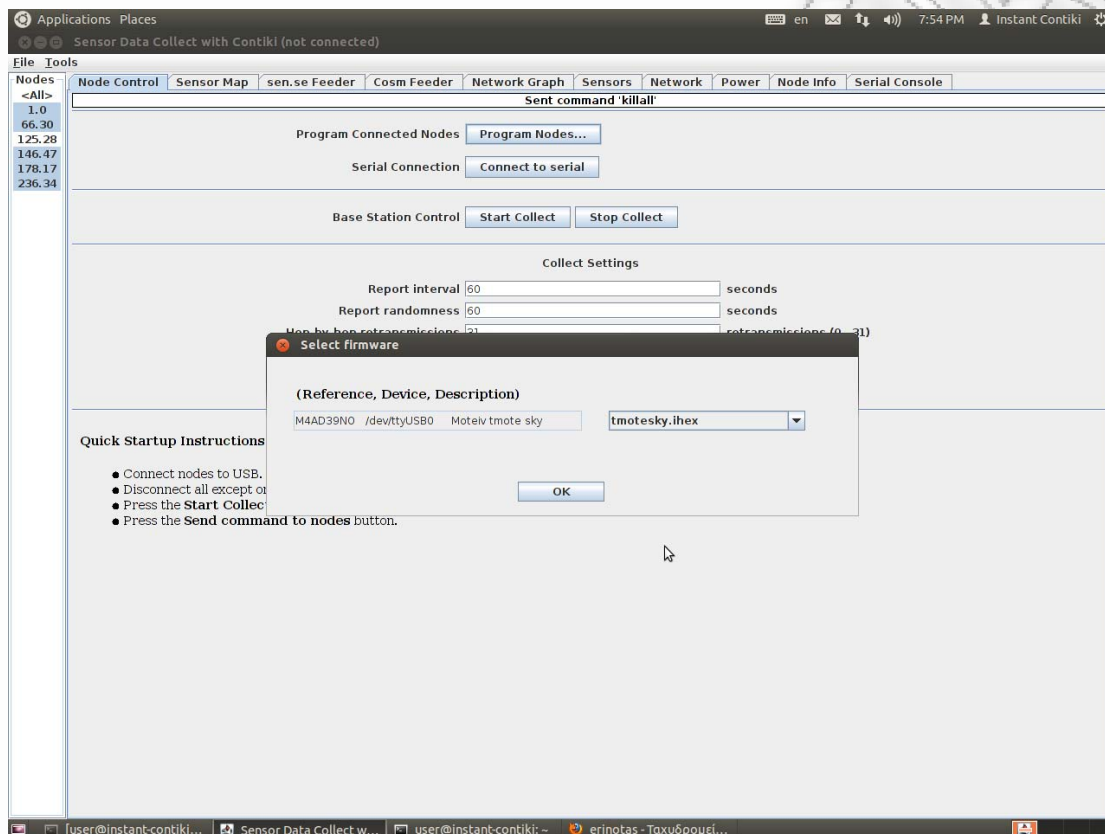 Applications Places en 7:54 PM Instant Contiki
Sensor Data Collect with Contiki (not connected)
File Tools
Nodes
<All>
1.0
66.30
125.28
146.47
178.17
236.34
Node Control Sensor Map sen.se Feeder Cosm Feeder Network Graph Sensors Network Power Node Info Serial Console
Sent command 'killall'
Program Connected Nodes Program Nodes...
Serial Connection Connect to serial
Base Station Control Start Collect Stop Collect
Collect Settings
Report interval 60 seconds
Report randomness 60 seconds
Hop-by-hop retransmissions 31 retransmissions (0 - 31)
Select firmware
(Reference, Device, Description)
M4AD39N0 /dev/ttyUSB0 Moteiv tmote sky tmotesky.ihex
OK
Quick Startup Instructions
Connect nodes to USB.
Disconnect all except
Press the Start Collec
Press the Send command to nodes button.
[user@instant-contiki... Sensor Data Collect w... user@instant-contiki: ~ erinotas - Ταχυδρομεί...